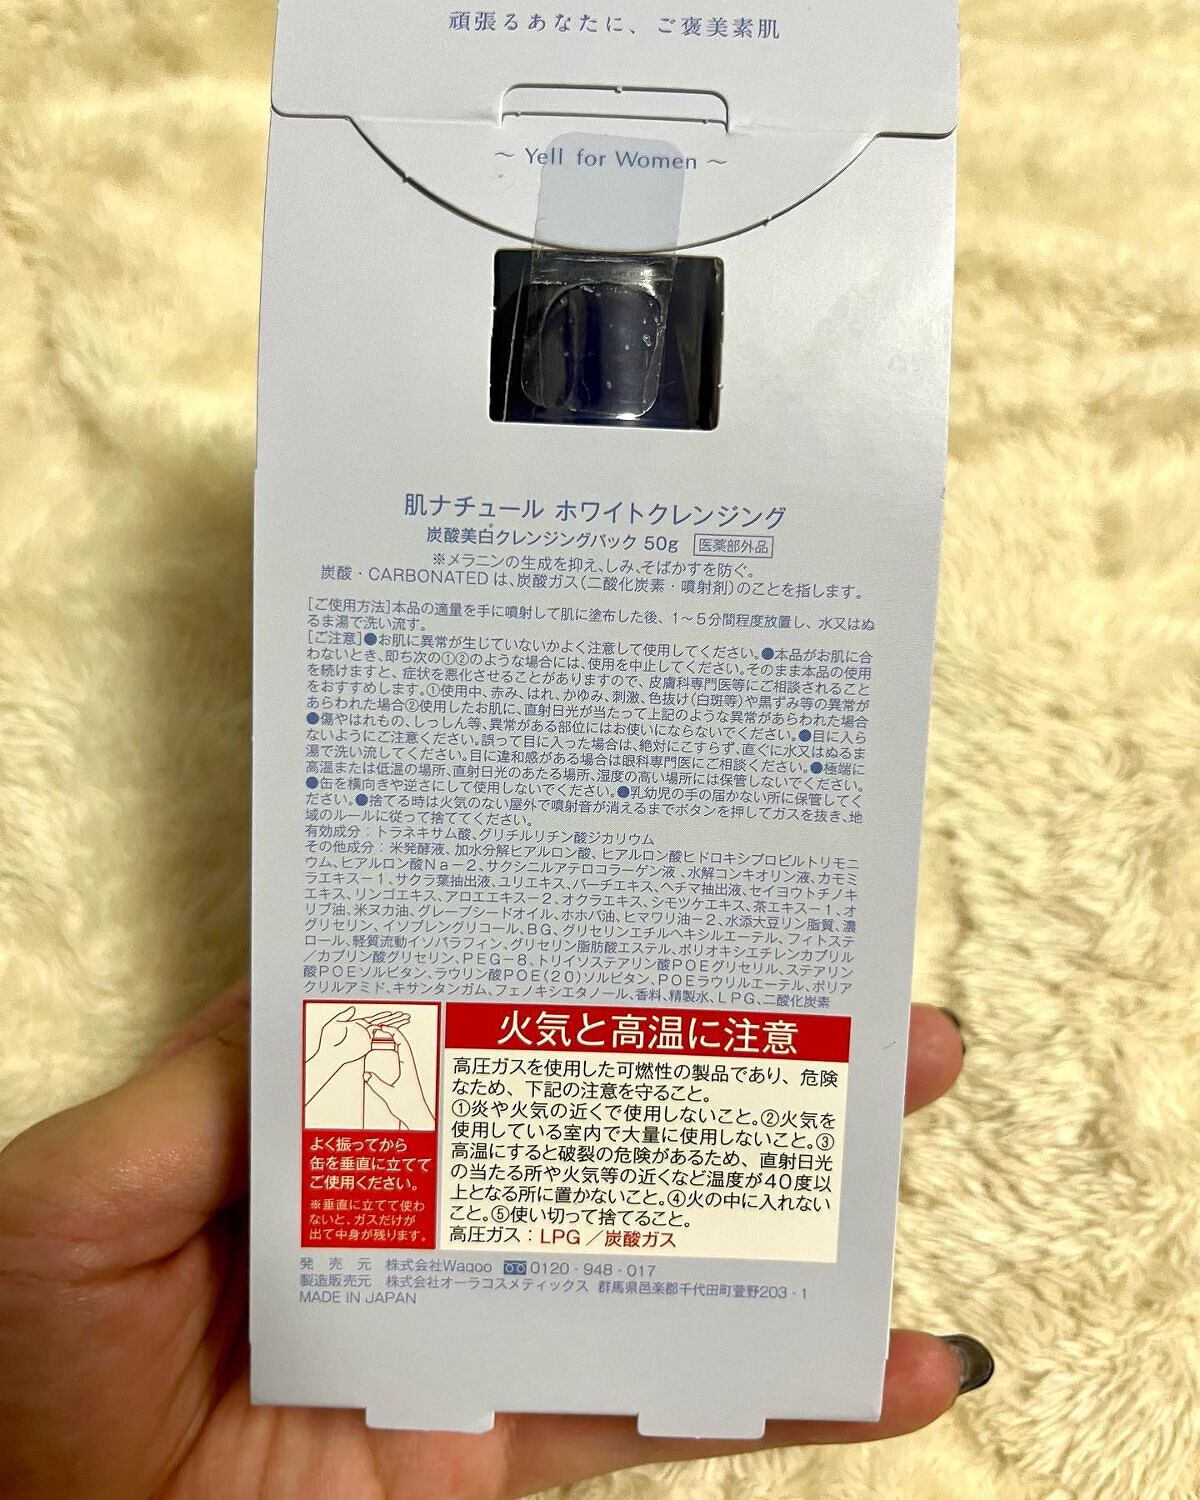 頑張るあなたに、ご褒美素肌
～ Yell for Women ～
肌ナチュール ホワイトクレンジング
炭酸美白※クレンジングパック 50g 医薬部外品
※メラニンの生成を抑え、しみ、そばかすを防ぐ。
炭酸・CARBONATED は、炭酸ガス（二酸化炭素・噴射剤）のことを指します。
[ご使用方法]本品の適量を手に噴射して肌に塗布した後、1～5分間程度放置し、水又はぬ
るま湯で洗い流す。
[ご注意]●お肌に異常が生じていないかよく注意して使用してください。●本品がお肌に合
わないとき、即ち次の①②のような場合には、使用を中止してください。そのまま本品の使用
を続けますと、症状を悪化させることがありますので、皮膚科専門医等にご相談されること
をおすすめします。①使用中、赤み、はれ、かゆみ、刺激、色抜け(白斑等)や黒ずみ等の異常が
あらわれた場合②使用したお肌に、直射日光が当たって上記のような異常があらわれた場合
●傷やはれもの、しっしん等、異常がある部位にはお使いにならないでください。●目に入ら
ないようにご注意ください。誤って目に入った場合は、絶対にこすらず、直ぐに水又はぬるま
湯で洗い流してください。目に違和感がある場合は眼科専門医にご相談ください。●極端に
高温または低温の場所、直射日光のあたる場所、湿度の高い場所には保管しないでください。
●缶を横向きや逆さにして使用しないでください。●乳幼児の手の届かない所に保管してく
ださい。●捨てる時は火気のない屋外で噴射音が消えるまでボタンを押してガスを抜き、地
域のルールに従って捨ててください。
有効成分：トラネキサム酸、グリチルリチン酸ジカリウム
その他成分：米発酵液、加水分解ヒアルロン酸、ヒアルロン酸ヒドロキシプロピルトリモニ
ウム、ヒアルロン酸Na－2、サクシニルアテロコラーゲン液、水解コンキオリン液、カモミ
ラエキス－1、サクラ葉抽出液、ユリエキス、バーチエキス、ヘチマ抽出液、セイヨウトチノキ
エキス、リンゴエキス、アロエエキス－2、オクラエキス、シモツケエキス、茶エキス－1、オ
リブ油、米ヌカ油、グレープシードオイル、ホホバ油、ヒマワリ油－2、水添大豆リン脂質、濃
グリセリン、イソプレングリコール、BG、グリセリンエチルヘキシルエーテル、フィトステ
ロール、軽質流動イソパラフィン、グリセリン脂肪酸エステル、ポリオキシエチレンカプリル
／カプリン酸グリセリン、PEG－8、トリイソステアリン酸POEグリセリル、ステアリン
酸POEソルビタン、ラウリン酸POE(20)ソルビタン、POEラウリルエーテル、ポリア
クリルアミド、キサンタンガム、フェノキシエタノール、香料、精製水、LPG、二酸化炭素
よく振ってから
缶を垂直に立てて
ご使用ください。
※垂直に立てて使わ
ないと、ガスだけが
出て中身が残ります。
火気と高温に注意
高圧ガスを使用した可燃性の製品であり、危険
なため、下記の注意を守ること。
①炎や火気の近くで使用しないこと。②火気を
使用している室内で大量に使用しないこと。③
高温にすると破裂の危険があるため、直射日光
の当たる所や火気等の近くなど温度が40度以
上となる所に置かないこと。④火の中に入れない
こと。⑤使い切って捨てること。
高圧ガス：LPG／炭酸ガス
発売元 株式会社Waqoo 0120-948-017
製造販売元 株式会社オーラコスメティックス 群馬県邑楽郡千代田町萱野203-1
MADE IN JAPAN